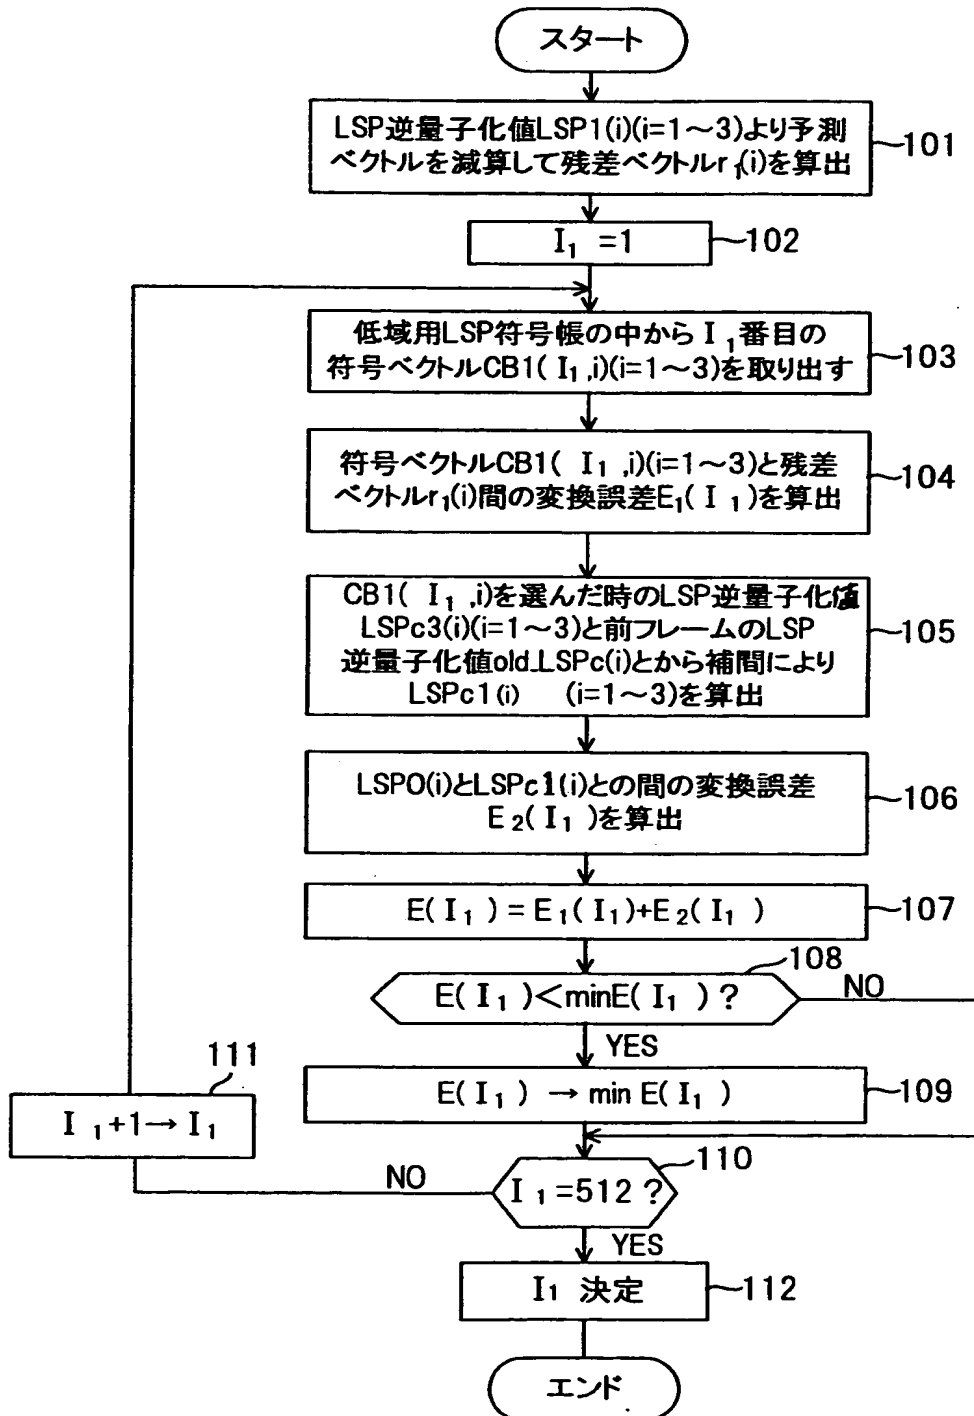 スタート
LSP逆量子化値LSP1(i)(i=1〜3)より予測
ベクトルを減算して残差ベクトルr₁(i)を算出
101
I₁ =1
102
低域用LSP符号帳の中から I₁番目の
符号ベクトルCB1( I₁,i)(i=1〜3)を取り出す
103
符号ベクトルCB1( I₁,i)(i=1〜3)と残差
ベクトルr₁(i)間の変換誤差E₁( I₁)を算出
104
CB1( I₁,i)を選んだ時のLSP逆量子化値
LSPc3(i)(i=1〜3)と前フレームのLSP
逆量子化値old_LSPc(i)とから補間により
LSPc1(i) (i=1〜3)を算出
105
LSP0(i)とLSPc1(i)との間の変換誤差
E₂( I₁)を算出
106
E( I₁) = E₁( I₁)+E₂( I₁)
107
108
E( I₁)<minE( I₁)?
NO
YES
E( I₁) → min E( I₁)
109
111
I₁+1→ I₁
110
I₁=512 ?
NO
YES
I₁ 決定
112
エンド